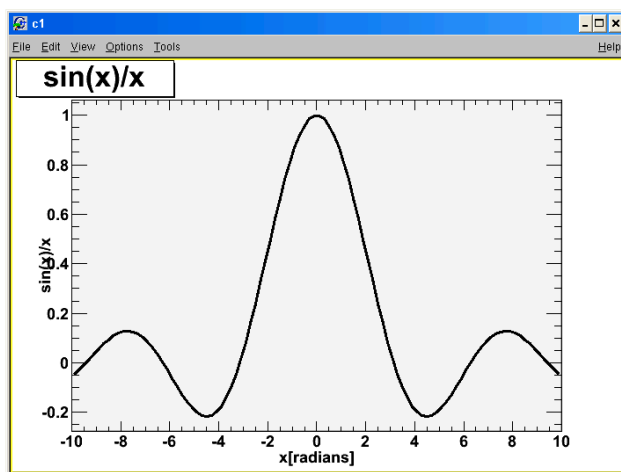 c1
File Edit View Options Tools Help
sin(x)/x
1
0.8
0.6
sin(x)/x
0.4
0.2
0
-0.2
-10 -8 -6 -4 -2 0 2 4 6 8 10
x[radians]